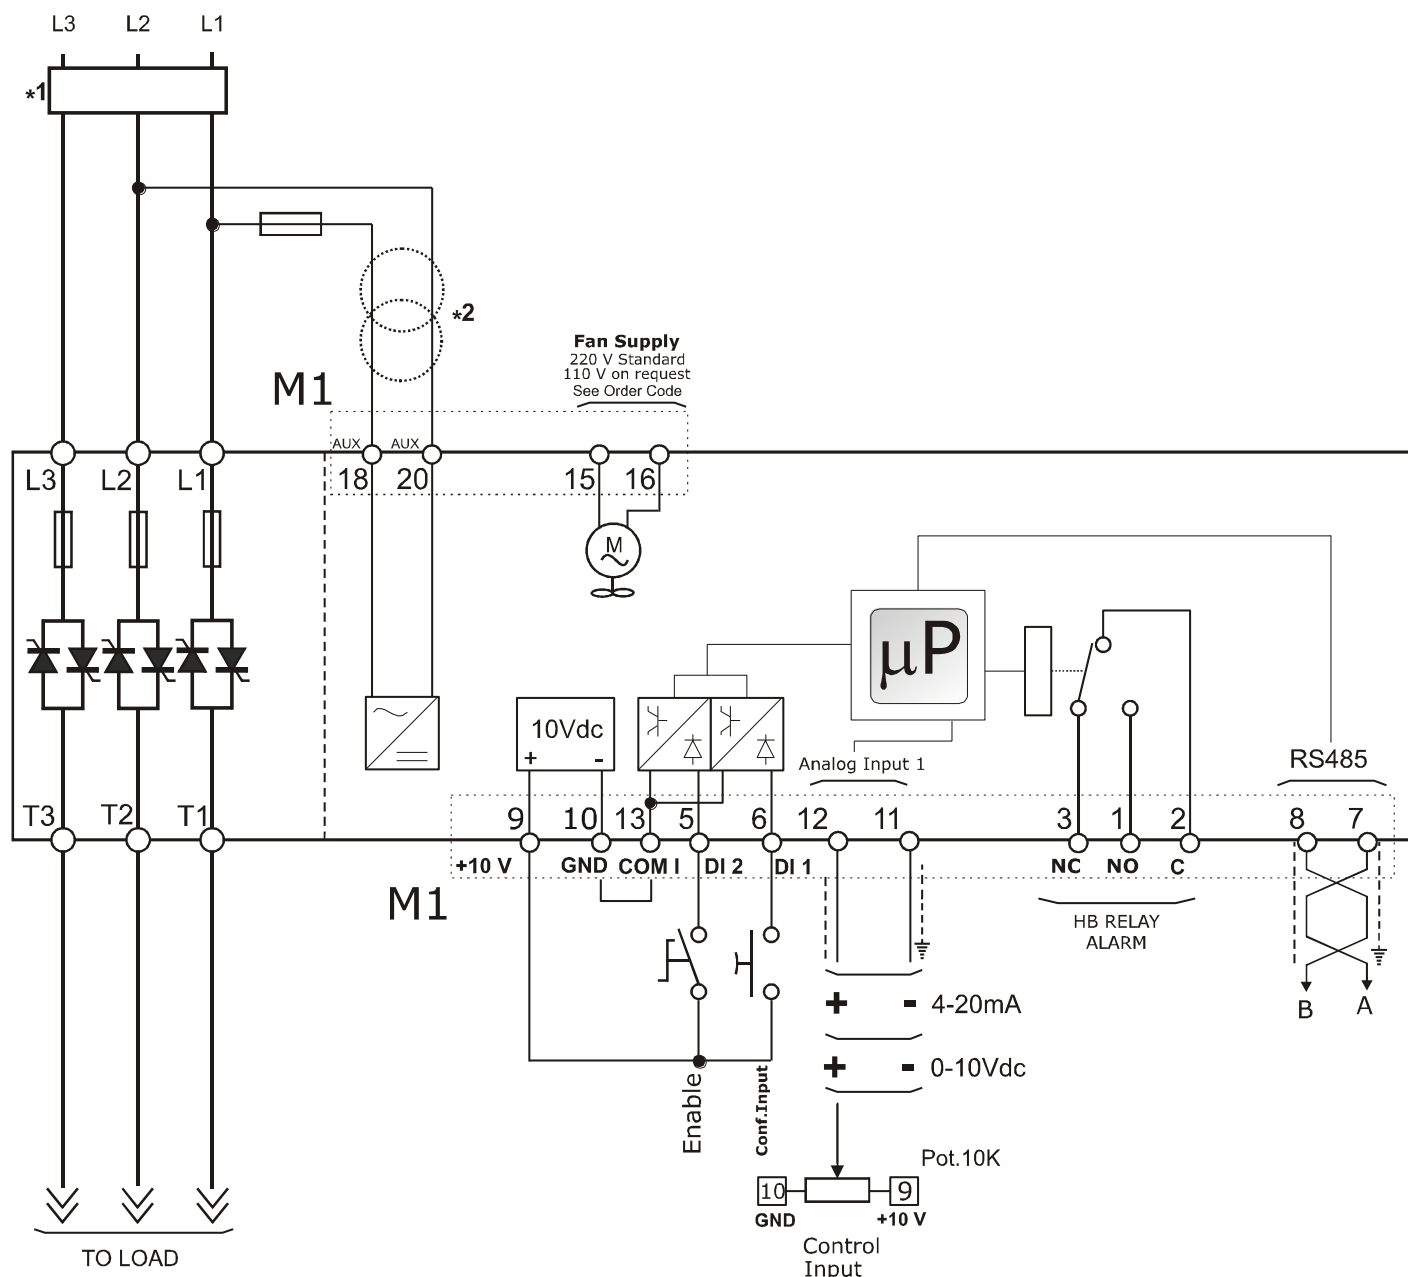 L3 L2 L1
*1
*2
Fan Supply
220 V Standard
110 V on request
See Order Code
M1
AUX AUX
L3 L2 L1 18 20 15 16
M
µP
10Vdc
+ -
Analog Input 1
RS485
T3 T2 T1 9 10 13 5 6 12 11 3 1 2 8 7
+10 V GND COM I DI 2 DI 1 NC NO C
M1
HB RELAY
ALARM
+ - 4-20mA
B A
+ - 0-10Vdc
Enable
Conf.Input
Pot.10K
10 9
GND +10 V
Control
Input
TO LOAD